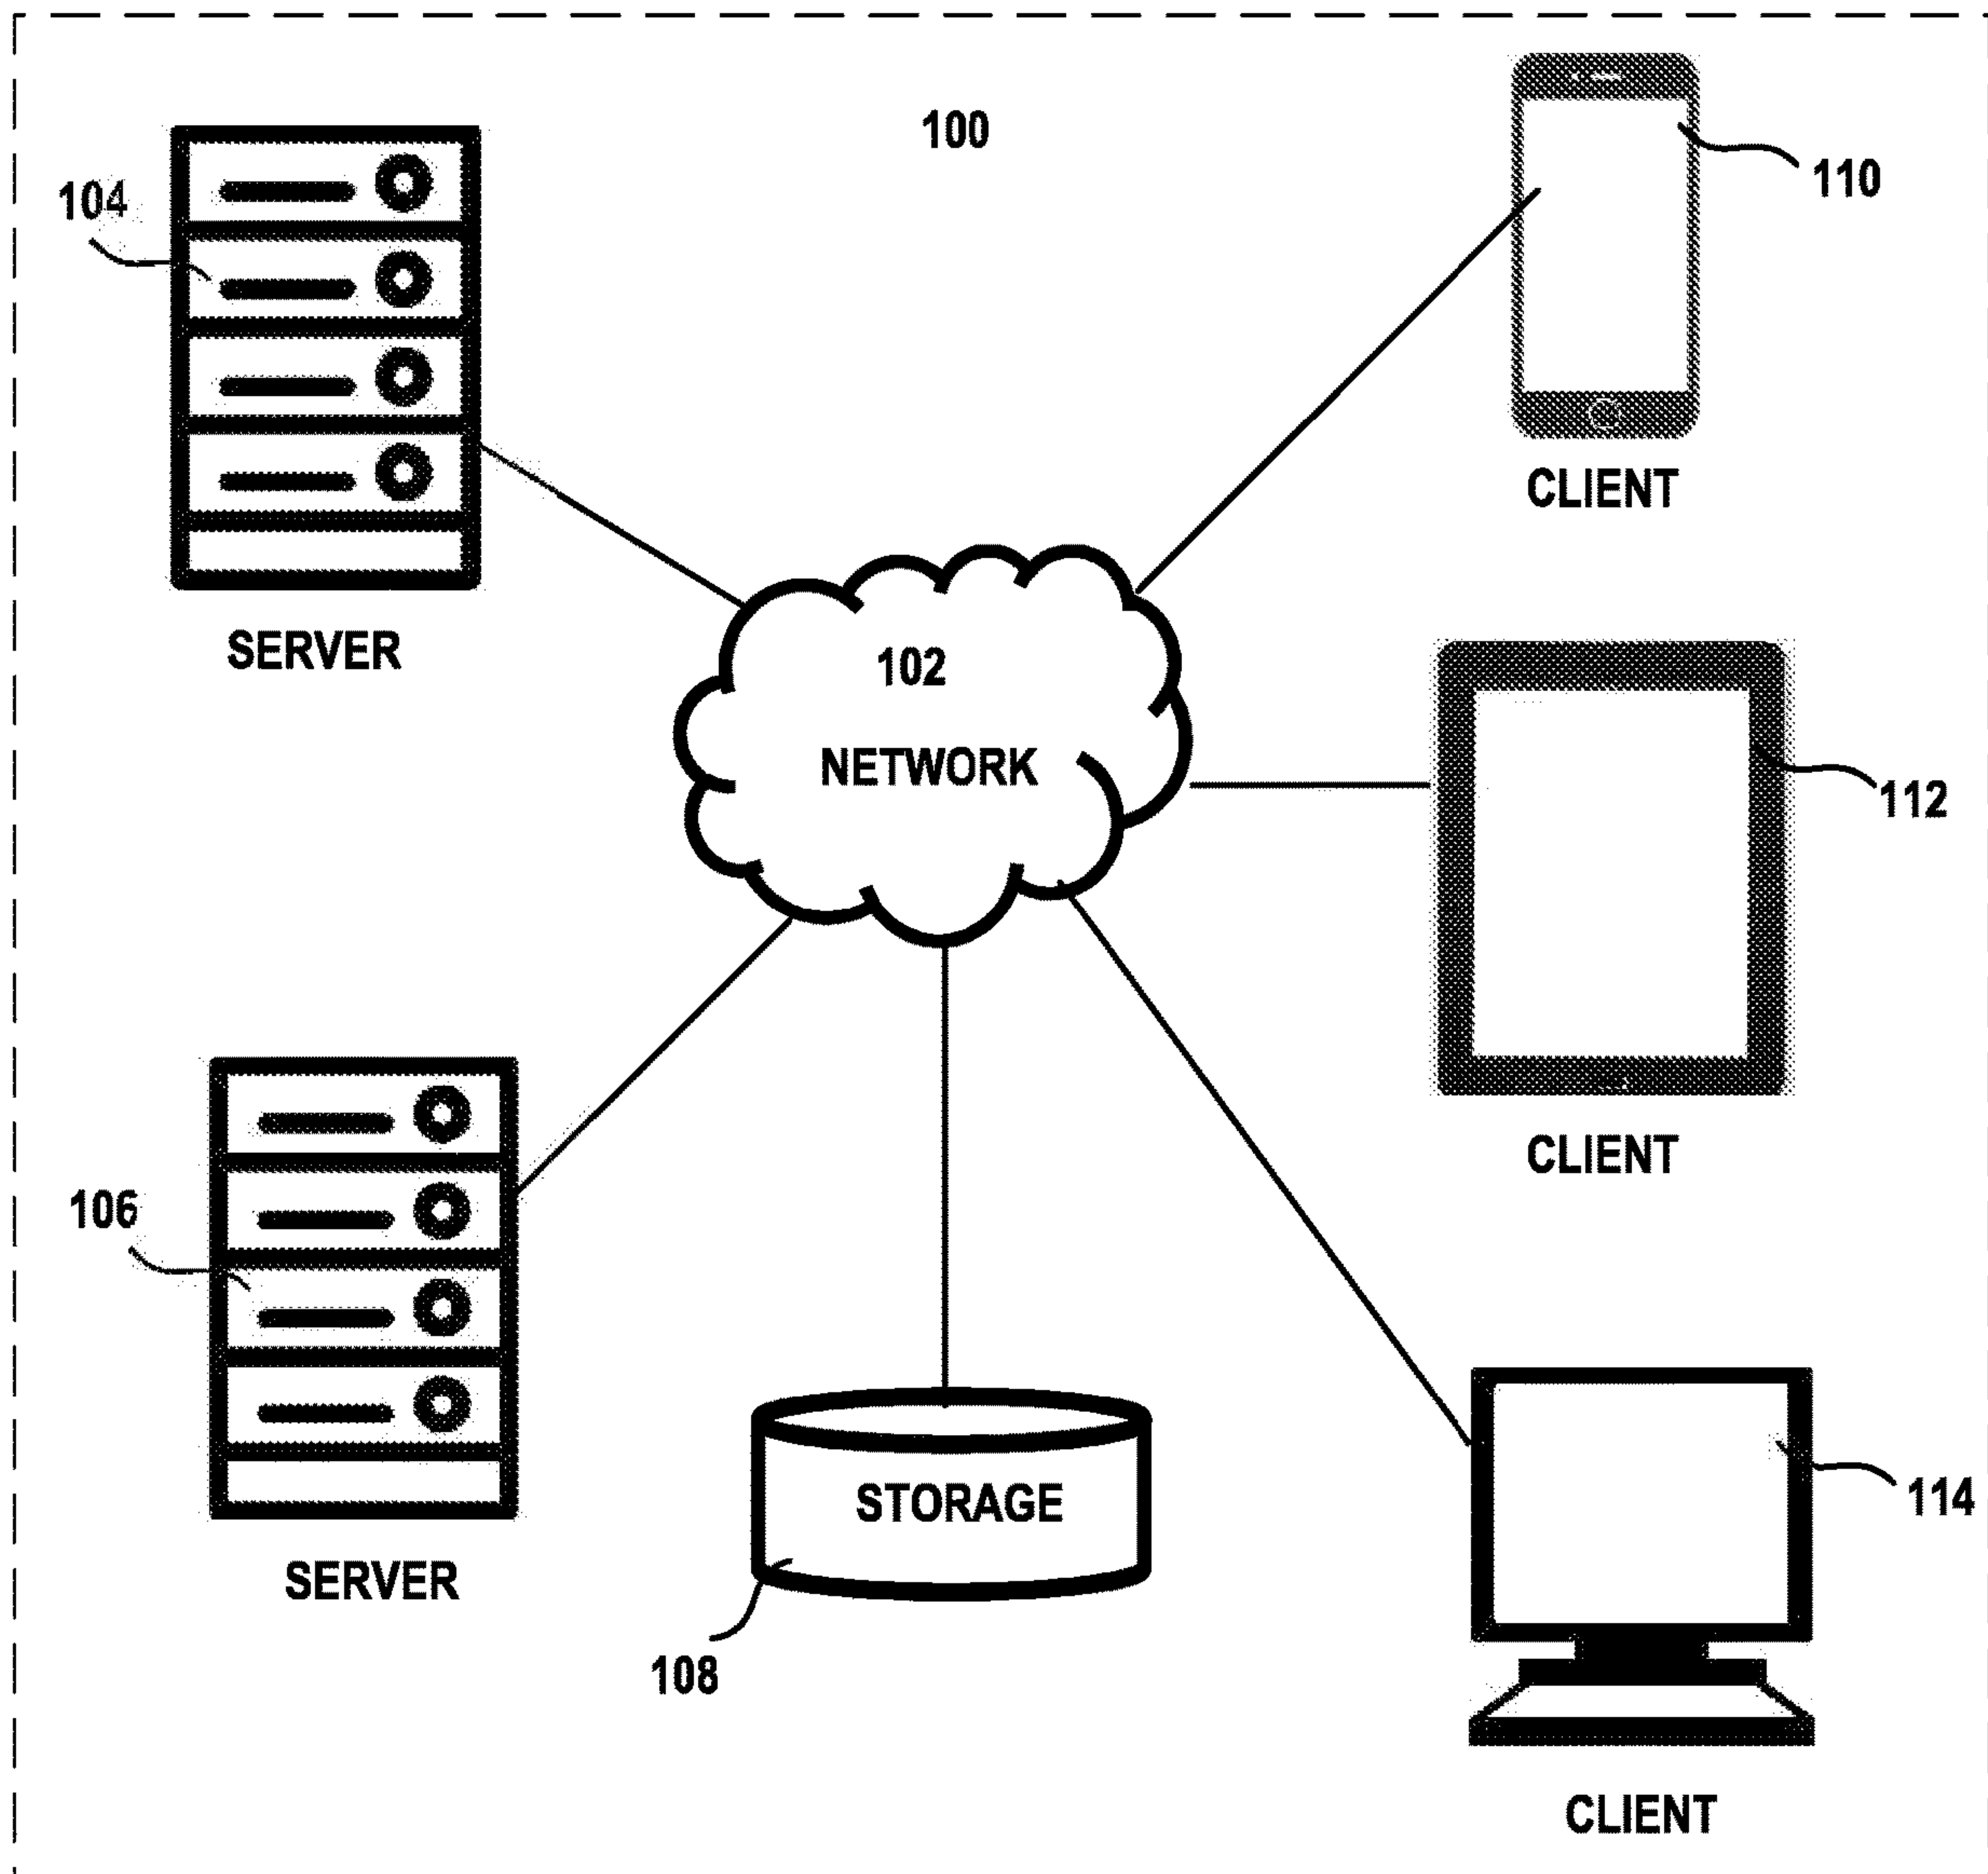 100
104
110
CLIENT
SERVER
102
NETWORK
112
CLIENT
106
STORAGE
114
SERVER
108
CLIENT